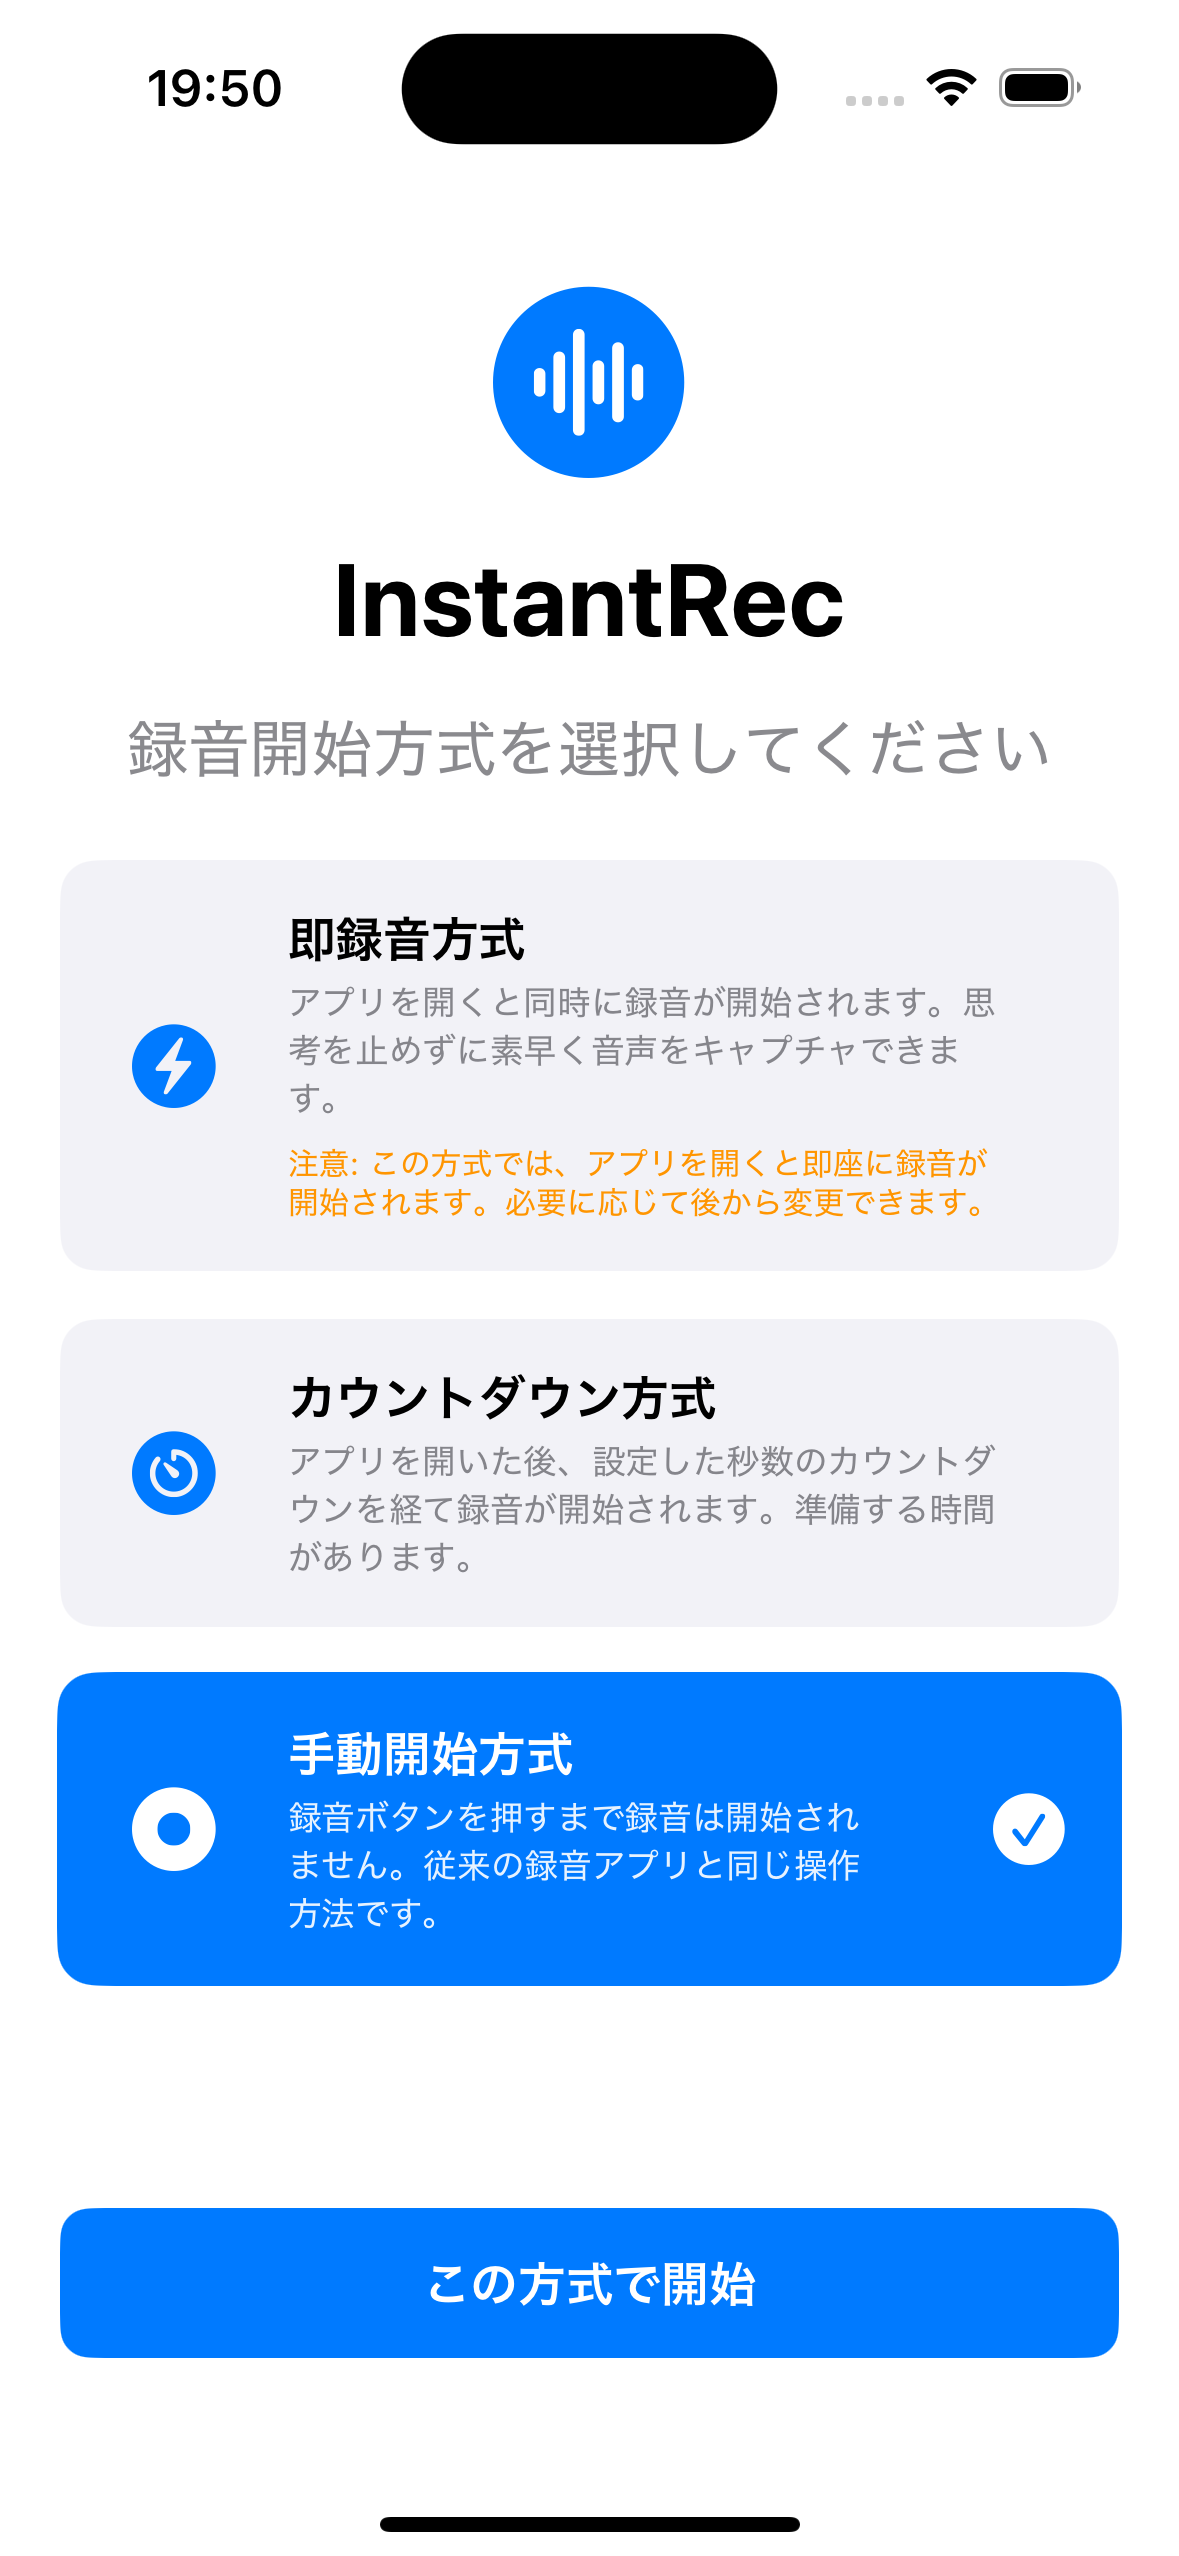 19:50
InstantRec
録音開始方式を選択してください
即録音方式
アプリを開くと同時に録音が開始されます。思
考を止めずに素早く音声をキャプチャできま
す。
注意: この方式では、アプリを開くと即座に録音が
開始されます。必要に応じて後から変更できます。
カウントダウン方式
アプリを開いた後、設定した秒数のカウントダ
ウンを経て録音が開始されます。準備する時間
があります。
手動開始方式
録音ボタンを押すまで録音は開始され
ません。従来の録音アプリと同じ操作
方法です。
この方式で開始